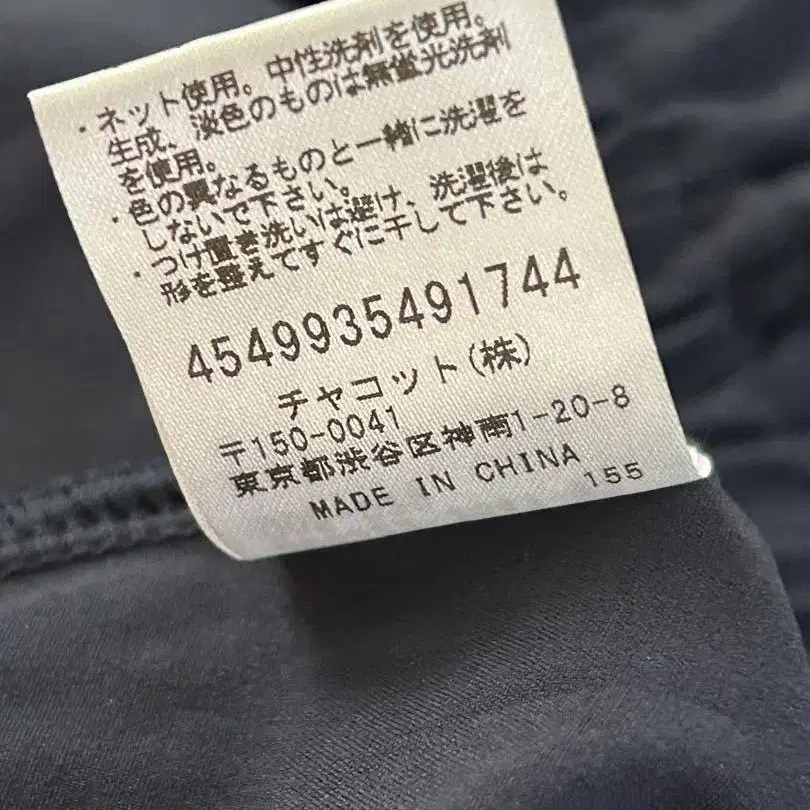 ・ネット使用。中性洗剤を使用。
生成、淡色のものは無蛍光洗剤
を使用。
・色の異なるものと一緒に洗濯を
しないで下さい。
・つけ置き洗いは避け、洗濯後は
形を整えてすぐに干して下さい。
4549935491744
チャコット(株)
〒150-0041
東京都渋谷区神南1-20-8
MADE IN CHINA
155